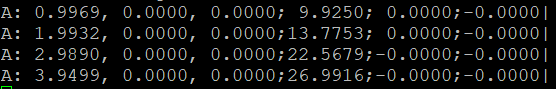 A: 0.9969, 0.0000, 0.0000; 9.9250; 0.0000;-0.0000|
A: 1.9932, 0.0000, 0.0000;13.7753; 0.0000;-0.0000|
A: 2.9890, 0.0000, 0.0000;22.5679;-0.0000;-0.0000|
A: 3.9499, 0.0000, 0.0000;26.9916;-0.0000;-0.0000|